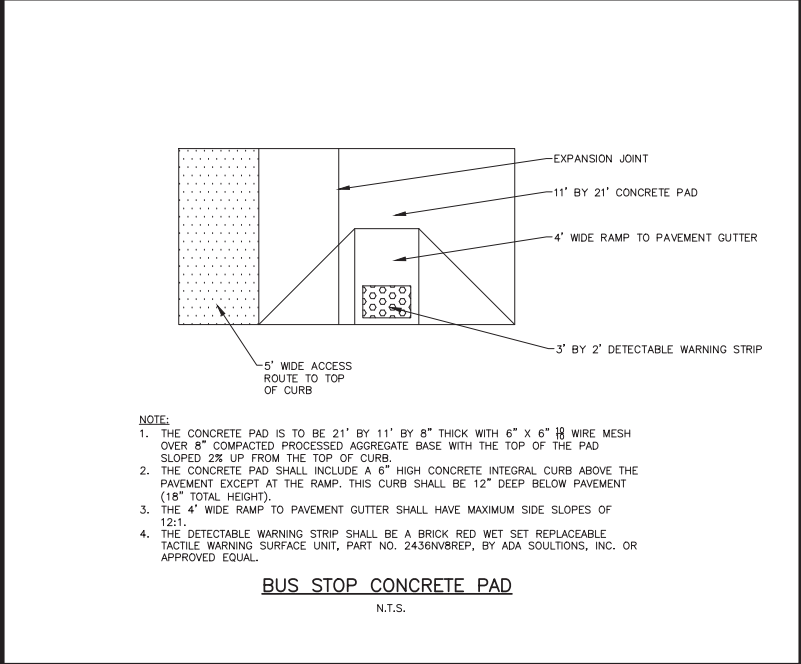 EXPANSION JOINT
11' BY 21' CONCRETE PAD
4' WIDE RAMP TO PAVEMENT GUTTER
3' BY 2' DETECTABLE WARNING STRIP
5' WIDE ACCESS
ROUTE TO TOP
OF CURB
NOTE:
1. THE CONCRETE PAD IS TO BE 21' BY 11' BY 8" THICK WITH 6" X 6" 10/10 WIRE MESH
OVER 8" COMPACTED PROCESSED AGGREGATE BASE WITH THE TOP OF THE PAD
SLOPED 2% UP FROM THE TOP OF CURB.
2. THE CONCRETE PAD SHALL INCLUDE A 6" HIGH CONCRETE INTEGRAL CURB ABOVE THE
PAVEMENT EXCEPT AT THE RAMP. THIS CURB SHALL BE 12" DEEP BELOW PAVEMENT
(18" TOTAL HEIGHT).
3. THE 4' WIDE RAMP TO PAVEMENT GUTTER SHALL HAVE MAXIMUM SIDE SLOPES OF
12:1.
4. THE DETECTABLE WARNING STRIP SHALL BE A BRICK RED WET SET REPLACEABLE
TACTILE WARNING SURFACE UNIT, PART NO. 2436NV8REP, BY ADA SOULTIONS, INC. OR
APPROVED EQUAL.
BUS STOP CONCRETE PAD
N.T.S.